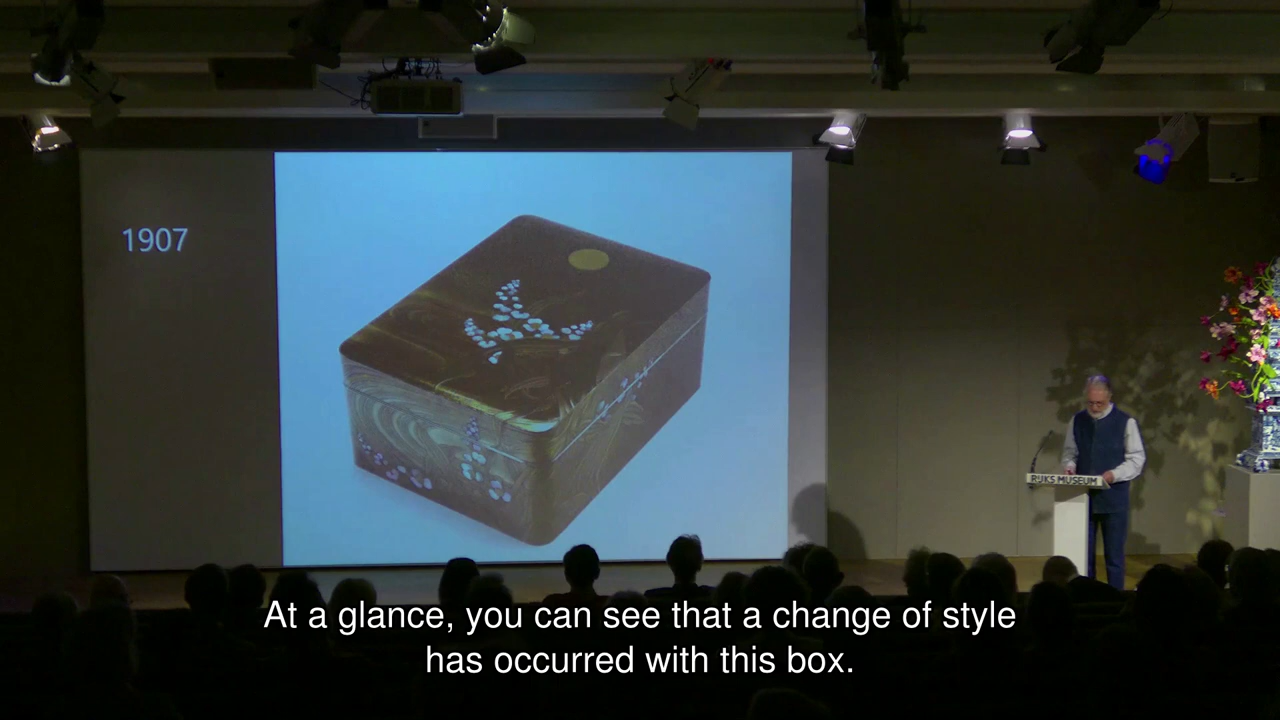 1907
RIJKS MUSEUM
At a glance, you can see that a change of style
has occurred with this box.